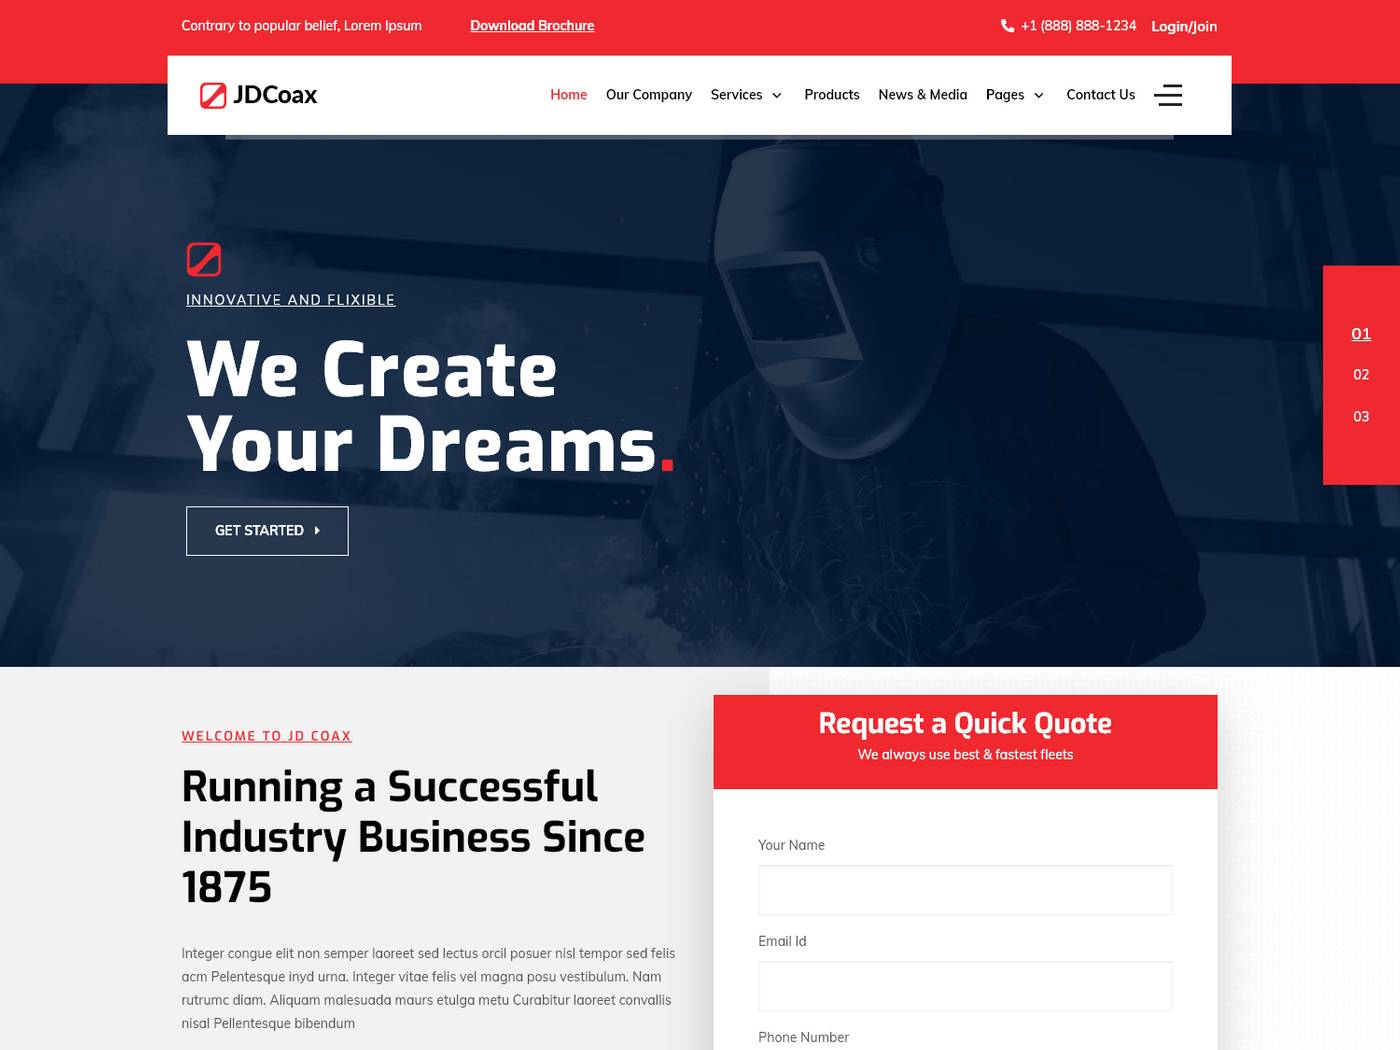 Contrary to popular belief, Lorem Ipsum Download Brochure +1 (888) 888-1234 Login/Join
JDCoax Home Our Company Services Products News & Media Pages Contact Us
INNOVATIVE AND FLIXIBLE
We Create
Your Dreams.
GET STARTED
01
02
03
WELCOME TO JD COAX
Running a Successful
Industry Business Since
1875
Integer congue elit non semper laoreet sed lectus orcil posuer nisl tempor sed felis
acm Pelentesque inyd urna. Integer vitae felis vel magna posu vestibulum. Nam
rutrumc diam. Aliquam malesuada maurs etulga metu Curabitur laoreet convallis
nisal Pellentesque bibendum
Request a Quick Quote
We always use best & fastest fleets
Your Name
Email Id
Phone Number